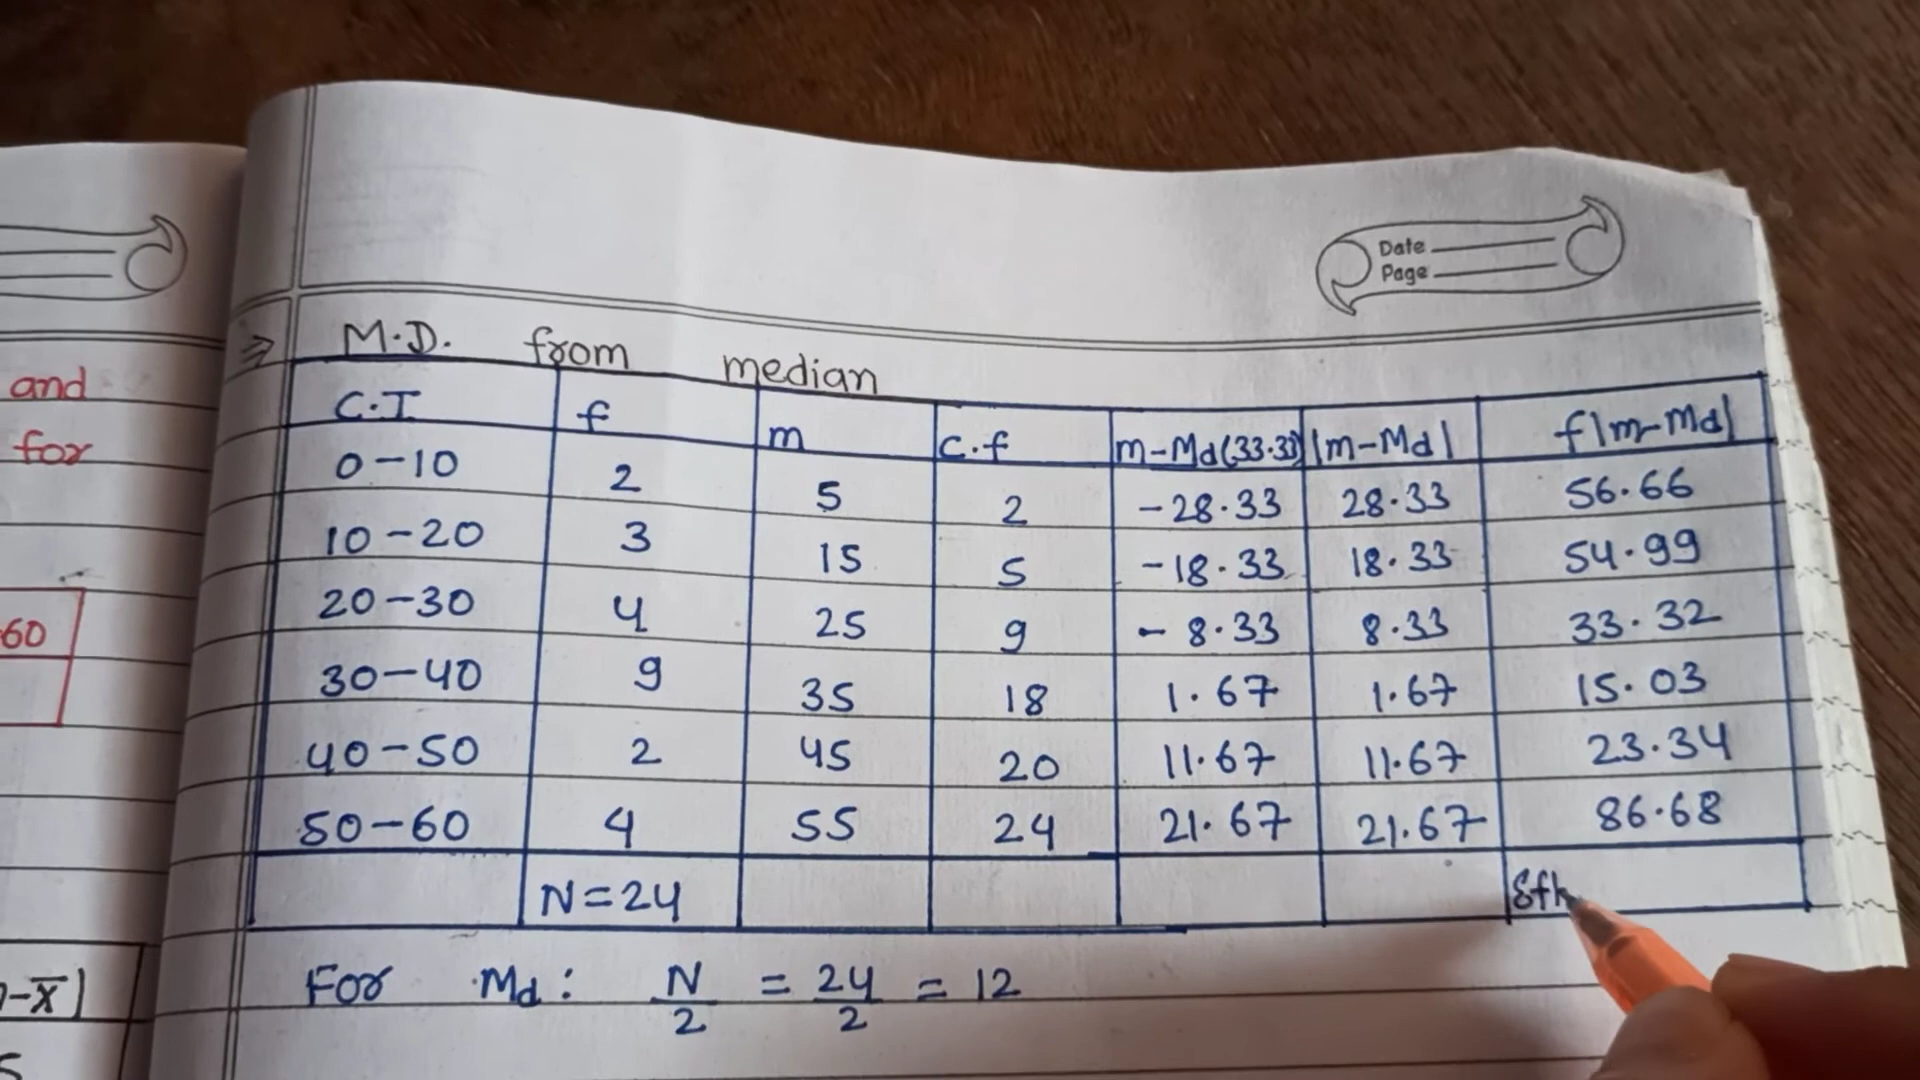 Date
Page
and
for
60
-x̄|
⇒ M.D. from median
C.I f m c.f m-Md(33.33) |m-Md| f|m-Md|
0-10 2 5 2 -28.33 28.33 56.66
10-20 3 15 5 -18.33 18.33 54.99
20-30 4 25 9 -8.33 8.33 33.32
30-40 9 35 18 1.67 1.67 15.03
40-50 2 45 20 11.67 11.67 23.34
50-60 4 55 24 21.67 21.67 86.68
N=24 Σf|
For Md: N/2 = 24/2 = 12